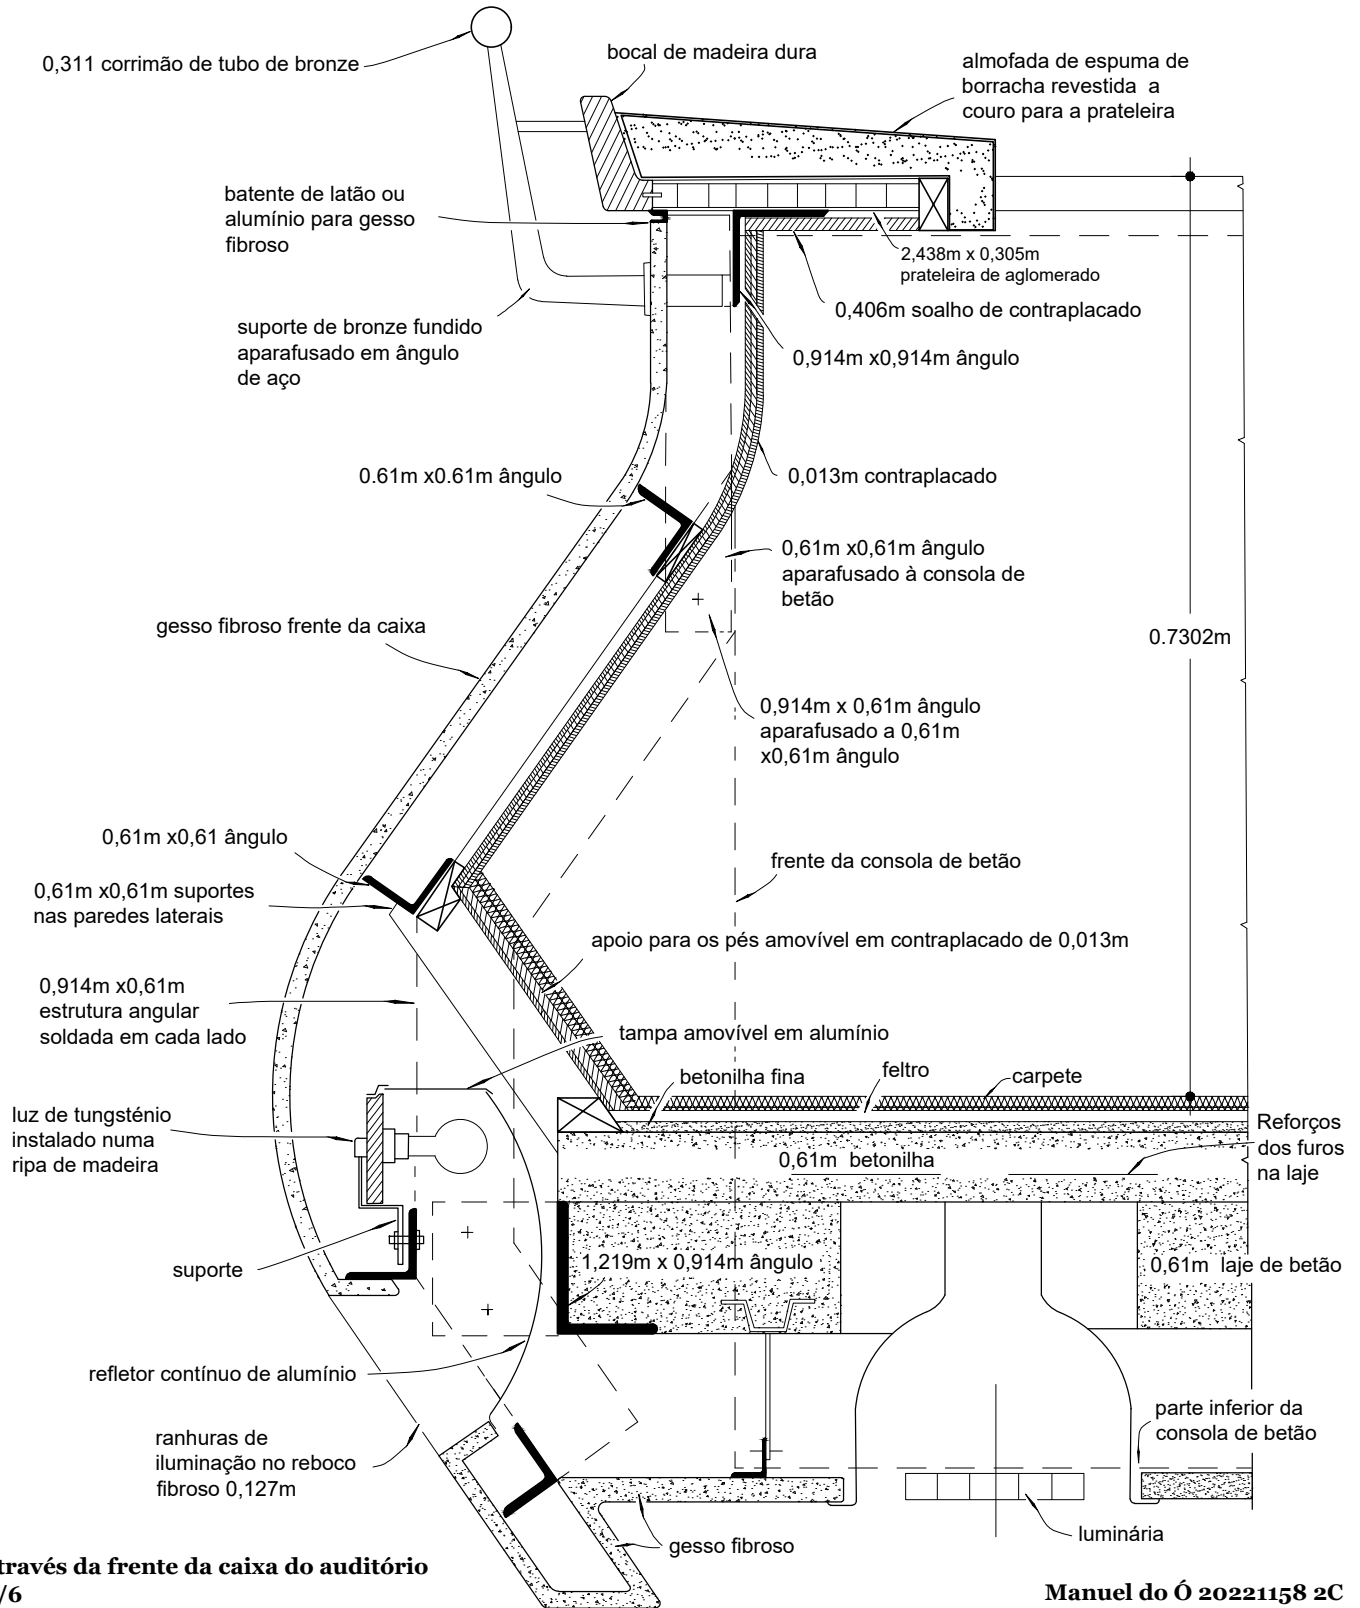 0,311 corrimão de tubo de bronze
bocal de madeira dura
almofada de espuma de
borracha revestida a
couro para a prateleira
batente de latão ou
alumínio para gesso
fibroso
2,438m x 0,305m
prateleira de aglomerado
0,406m soalho de contraplacado
suporte de bronze fundido
aparafusado em ângulo
de aço
0,914m x0,914m ângulo
0.61m x0.61m ângulo
0,013m contraplacado
0,61m x0,61m ângulo
aparafusado à consola de
betão
gesso fibroso frente da caixa
0.7302m
0,914m x 0,61m ângulo
aparafusado a 0,61m
x0,61m ângulo
0,61m x0,61 ângulo
frente da consola de betão
0,61m x0,61m suportes
nas paredes laterais
apoio para os pés amovível em contraplacado de 0,013m
0,914m x0,61m
estrutura angular
soldada em cada lado
tampa amovível em alumínio
betonilha fina
feltro
carpete
luz de tungsténio
instalado numa
ripa de madeira
Reforços
dos furos
na laje
0,61m betonilha
suporte
1,219m x 0,914m ângulo
0,61m laje de betão
refletor contínuo de alumínio
ranhuras de
iluminação no reboco
fibroso 0,127m
parte inferior da
consola de betão
luminária
gesso fibroso
través da frente da caixa do auditório
/6
Manuel do Ó 20221158 2C